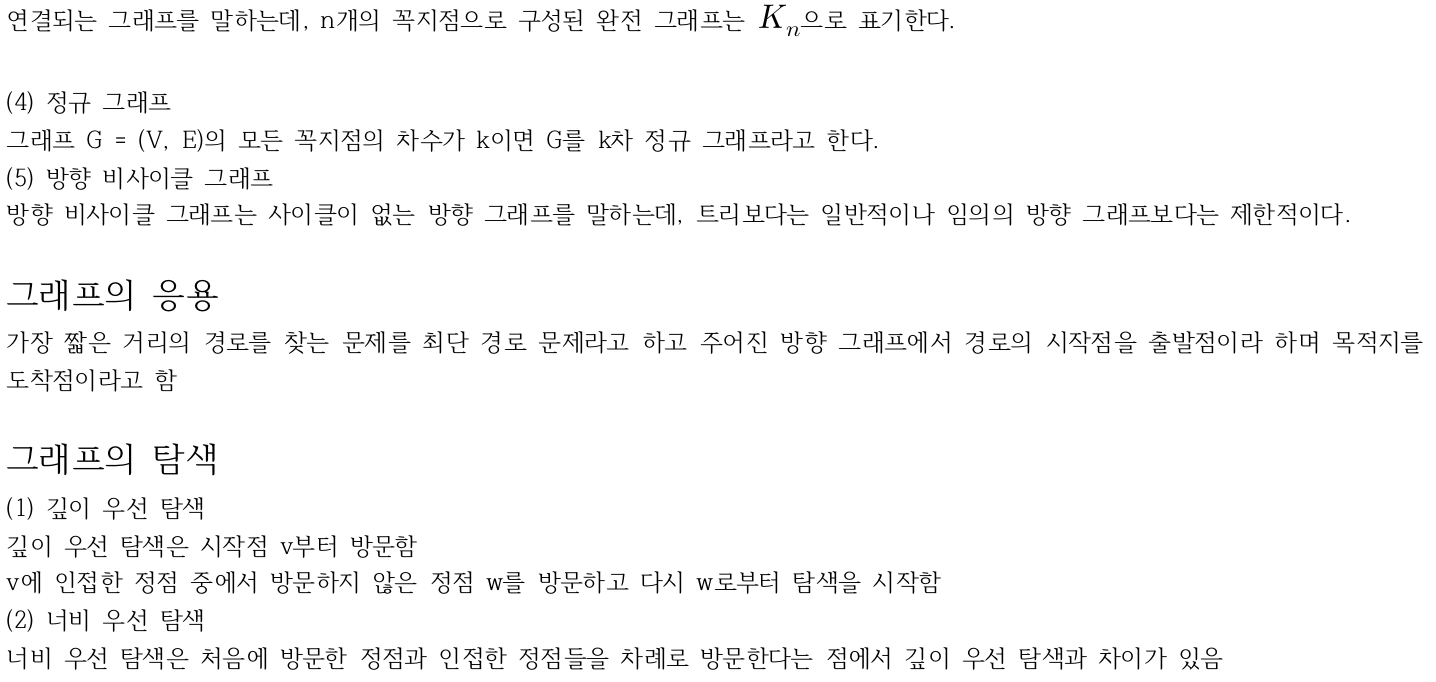 연결되는 그래프를 말하는데, n개의 꼭지점으로 구성된 완전 그래프는 K_n으로 표기한다.
(4) 정규 그래프
그래프 G = (V, E)의 모든 꼭지점의 차수가 k이면 G를 k차 정규 그래프라고 한다.
(5) 방향 비사이클 그래프
방향 비사이클 그래프는 사이클이 없는 방향 그래프를 말하는데, 트리보다는 일반적이나 임의의 방향 그래프보다는 제한적이다.
그래프의 응용
가장 짧은 거리의 경로를 찾는 문제를 최단 경로 문제라고 하고 주어진 방향 그래프에서 경로의 시작점을 출발점이라 하며 목적지를
도착점이라고 함
그래프의 탐색
(1) 깊이 우선 탐색
깊이 우선 탐색은 시작점 v부터 방문함
v에 인접한 정점 중에서 방문하지 않은 정점 w를 방문하고 다시 w로부터 탐색을 시작함
(2) 너비 우선 탐색
너비 우선 탐색은 처음에 방문한 정점과 인접한 정점들을 차례로 방문한다는 점에서 깊이 우선 탐색과 차이가 있음